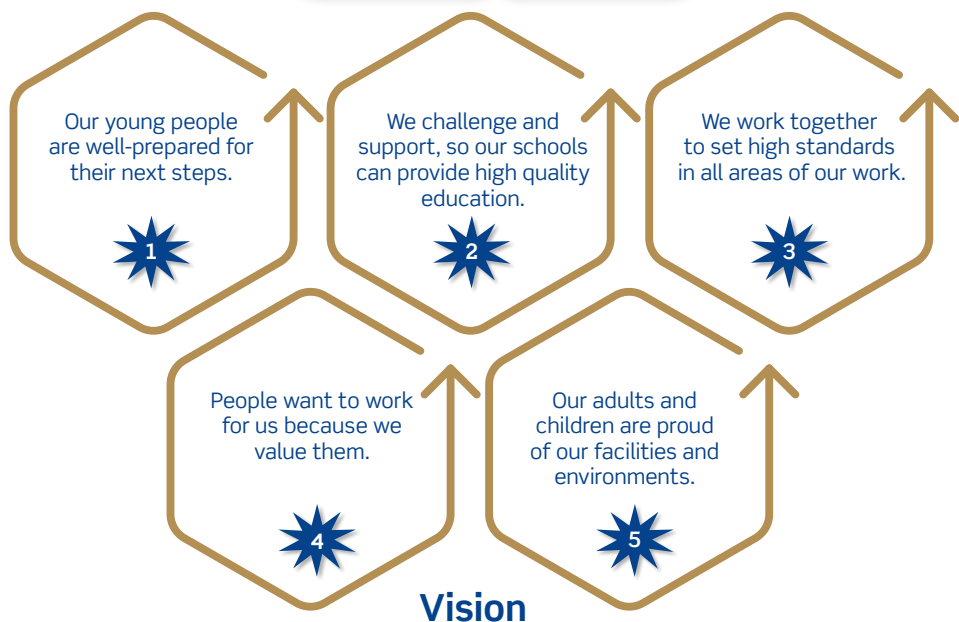 Our young people
are well-prepared for
their next steps.
1
We challenge and
support, so our schools
can provide high quality
education.
2
We work together
to set high standards
in all areas of our work.
3
People want to work
for us because we
value them.
4
Our adults and
children are proud
of our facilities and
environments.
5
Vision